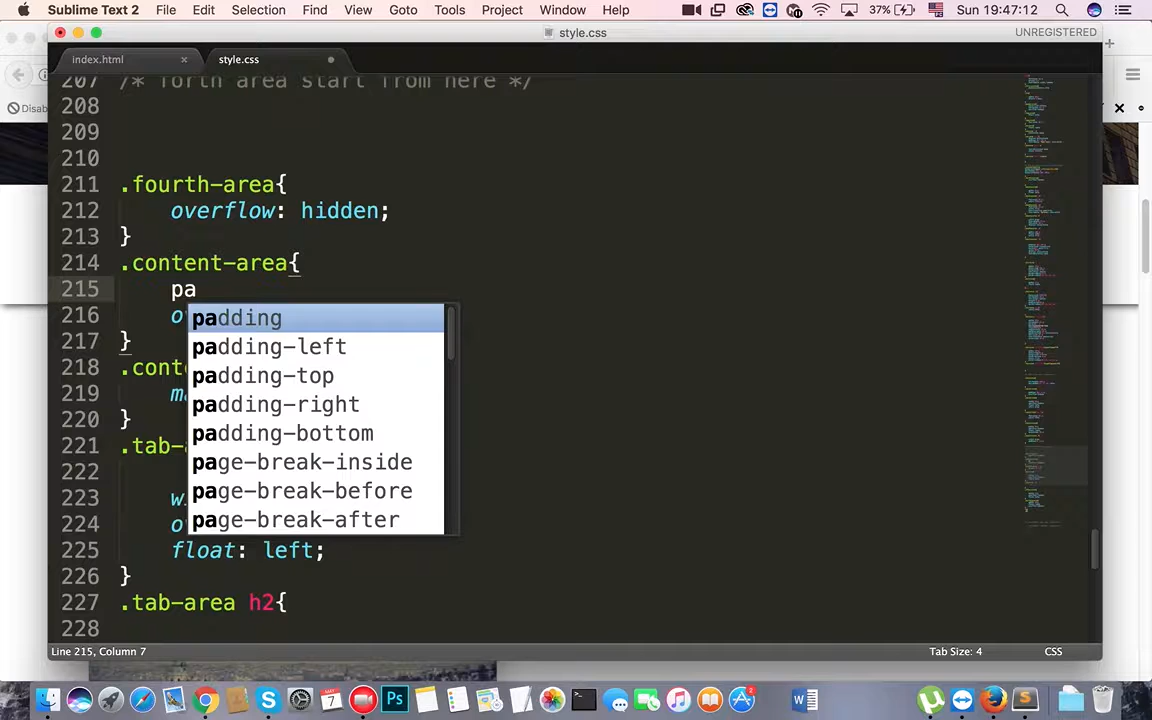 Sublime Text 2 File Edit Selection Find View Goto Tools Project Window Help 37% Sun 19:47:12
style.css UNREGISTERED
index.html style.css
Disab
207 /* forth area start from here */
208
209
210
211 .fourth-area{
212 overflow: hidden;
213 }
214 .content-area{
215 pa
216 o
padding
217 }
padding-left
218 .cont
padding-top
219 ma
padding-right
220 }
padding-bottom
221 .tab-
page-break-inside
222
page-break-before
223 w
page-break-after
224 o
225 float: left;
226 }
227 .tab-area h2{
228
Line 215, Column 7 Tab Size: 4 CSS